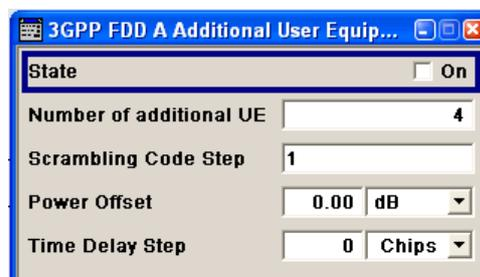 3GPP FDD A Additional User Equip...
State On
Number of additional UE 4
Scrambling Code Step 1
Power Offset 0.00 dB
Time Delay Step 0 Chips